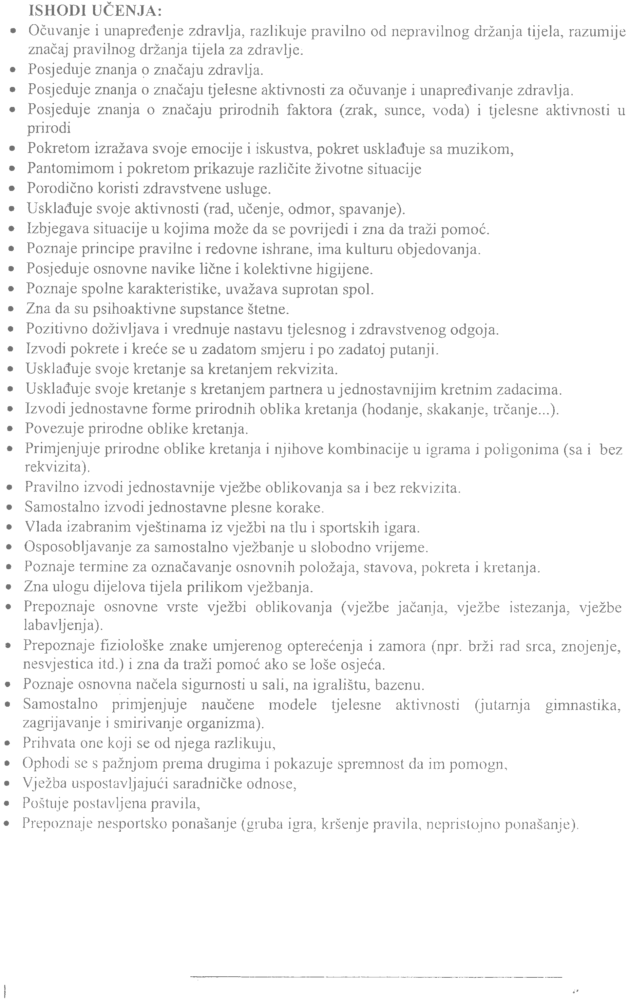 ISHODI UČENJA:
• Očuvanje i unapređenje zdravlja, razlikuje pravilno od nepravilnog držanja tijela, razumije
značaj pravilnog držanja tijela za zdravlje.
• Posjeduje znanja o značaju zdravlja.
• Posjeduje znanja o značaju tjelesne aktivnosti za očuvanje i unapređivanje zdravlja.
• Posjeduje znanja o značaju prirodnih faktora (zrak, sunce, voda) i tjelesne aktivnosti u
prirodi
• Pokretom izražava svoje emocije i iskustva, pokret usklađuje sa muzikom,
• Pantomimom i pokretom prikazuje različite životne situacije
• Porodično koristi zdravstvene usluge.
• Usklađuje svoje aktivnosti (rad, učenje, odmor, spavanje).
• Izbjegava situacije u kojima može da se povrijedi i zna da traži pomoć.
• Poznaje principe pravilne i redovne ishrane, ima kulturu objedovanja.
• Posjeduje osnovne navike lične i kolektivne higijene.
• Poznaje spolne karakteristike, uvažava suprotan spol.
• Zna da su psihoaktivne supstance štetne.
• Pozitivno doživljava i vrednuje nastavu tjelesnog i zdravstvenog odgoja.
• Izvodi pokrete i kreće se u zadatom smjeru i po zadatoj putanji.
• Usklađuje svoje kretanje sa kretanjem rekvizita.
• Usklađuje svoje kretanje s kretanjem partnera u jednostavnijim kretnim zadacima.
• Izvodi jednostavne forme prirodnih oblika kretanja (hodanje, skakanje, trčanje...).
• Povezuje prirodne oblike kretanja.
• Primjenjuje prirodne oblike kretanja i njihove kombinacije u igrama i poligonima (sa i bez
rekvizita).
• Pravilno izvodi jednostavnije vježbe oblikovanja sa i bez rekvizita.
• Samostalno izvodi jednostavne plesne korake.
• Vlada izabranim vještinama iz vježbi na tlu i sportskih igara.
• Osposobljavanje za samostalno vježbanje u slobodno vrijeme.
• Poznaje termine za označavanje osnovnih položaja, stavova, pokreta i kretanja.
• Zna ulogu dijelova tijela prilikom vježbanja.
• Prepoznaje osnovne vrste vježbi oblikovanja (vježbe jačanja, vježbe istezanja, vježbe
labavljenja).
• Prepoznaje fiziološke znake umjerenog opterećenja i zamora (npr. brži rad srca, znojenje,
nesvjestica itd.) i zna da traži pomoć ako se loše osjeća.
• Poznaje osnovna načela sigurnosti u sali, na igralištu, bazenu.
• Samostalno primjenjuje naučene modele tjelesne aktivnosti (jutarnja gimnastika,
zagrijavanje i smirivanje organizma).
• Prihvata one koji se od njega razlikuju,
• Ophodi se s pažnjom prema drugima i pokazuje spremnost da im pomogn,
• Vježba uspostavljajući saradničke odnose,
• Poštuje postavljena pravila,
• Prepoznaje nesportsko ponašanje (gruba igra, kršenje pravila, nepristojno ponašanje).